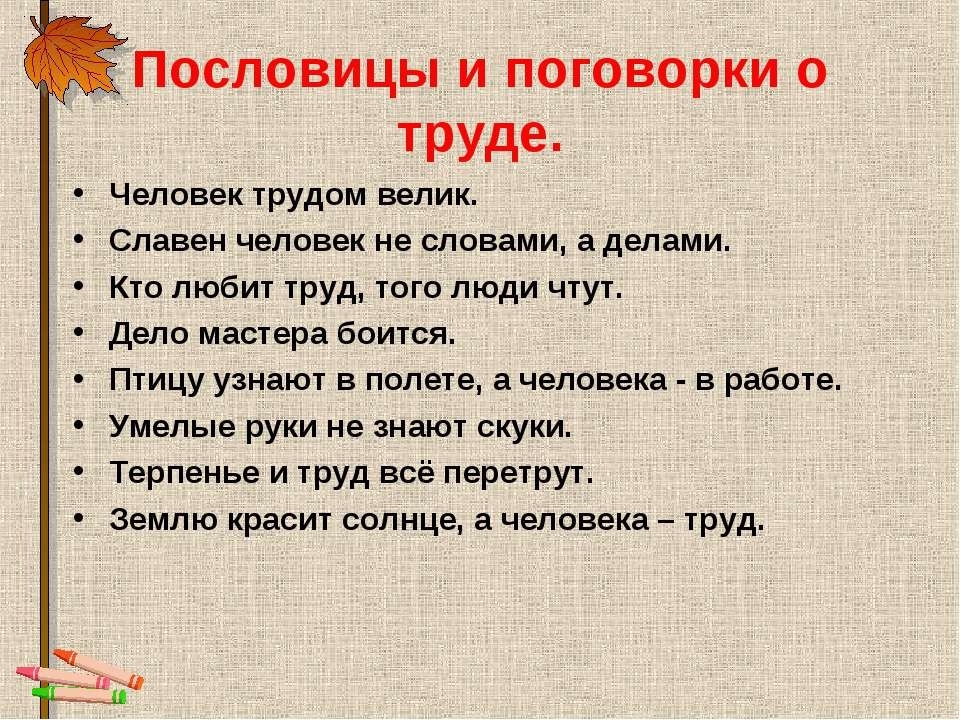 Пословицы и поговорки о
труде.
• Человек трудом велик.
• Славен человек не словами, а делами.
• Кто любит труд, того люди чтут.
• Дело мастера боится.
• Птицу узнают в полете, а человека - в работе.
• Умелые руки не знают скуки.
• Терпенье и труд всё перетрут.
• Землю красит солнце, а человека – труд.